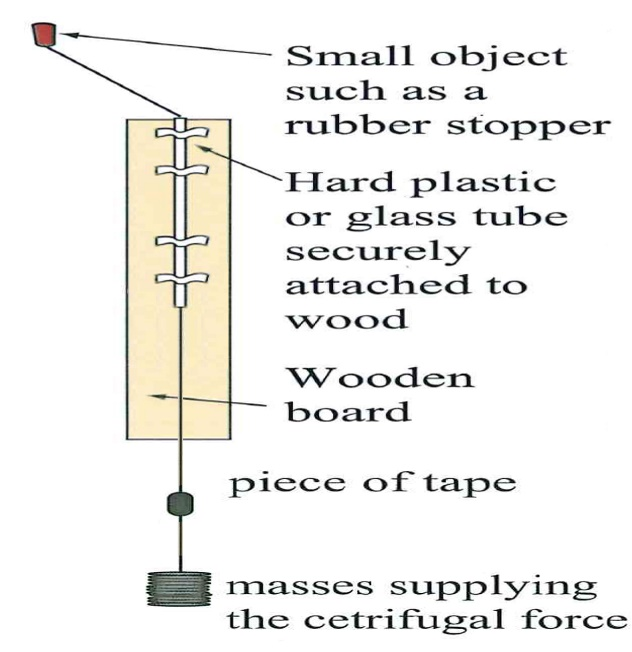 Small object
such as a
rubber stopper
Hard plastic
or glass tube
securely
attached to
wood
Wooden
board
piece of tape
masses supplying
the cetrifugal force